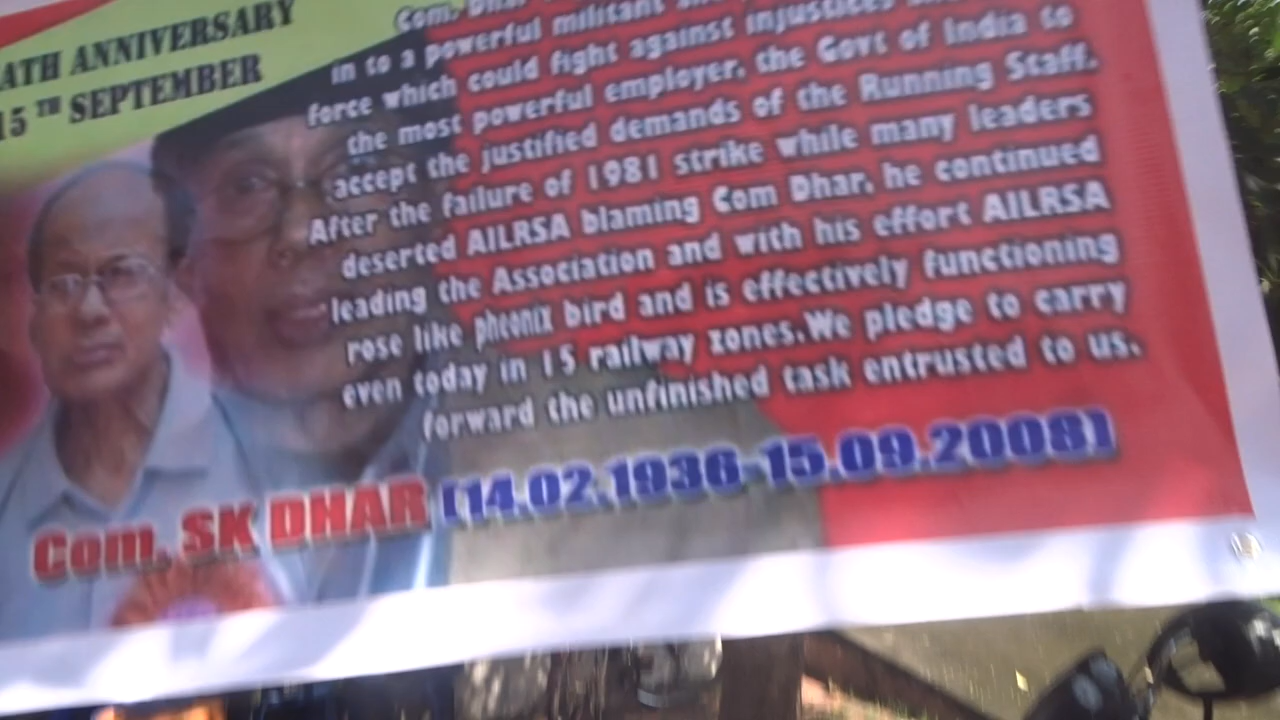 ATH ANNIVERSARY
15 TH SEPTEMBER
Com. Dhar
in to a powerful militant
force which could fight against injustices
the most powerful employer, the Govt of India to
accept the justified demands of the Running Staff.
After the failure of 1981 strike while many leaders
deserted AILRSA blaming Com Dhar, he continued
leading the Association and with his effort AILRSA
rose like pheonix bird and is effectively functioning
even today in 15 railway zones.We pledge to carry
forward the unfinished task entrusted to us.
Com. SK DHAR [14.02.1936-15.09.2008]